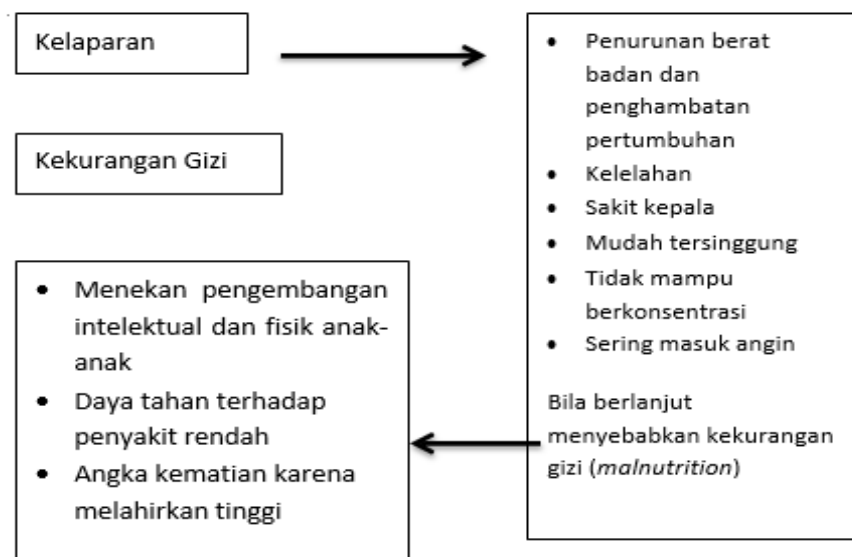 Kelaparan
• Penurunan berat
badan dan
penghambatan
pertumbuhan
• Kelelahan
• Sakit kepala
• Mudah tersinggung
• Tidak mampu
berkonsentrasi
• Sering masuk angin
Bila berlanjut
menyebabkan kekurangan
gizi (malnutrition)
Kekurangan Gizi
• Menekan pengembangan
intelektual dan fisik anak-
anak
• Daya tahan terhadap
penyakit rendah
• Angka kematian karena
melahirkan tinggi